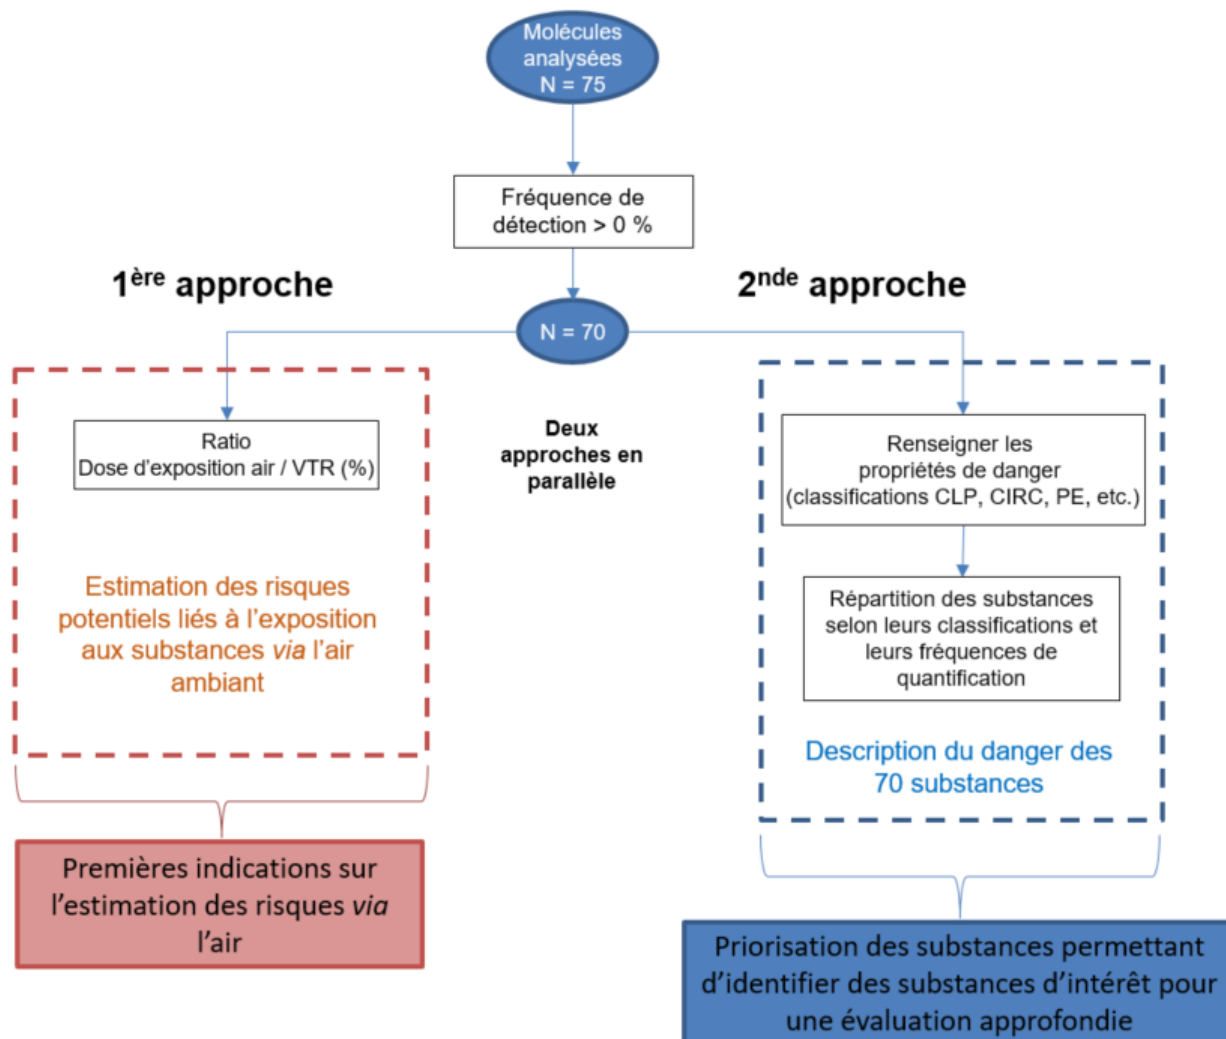 Molécules
analysées
N = 75
Fréquence de
détection > 0 %
1ère approche
2nde approche
N = 70
Ratio
Dose d’exposition air / VTR (%)
Estimation des risques
potentiels liés à l’exposition
aux substances via l’air
ambiant
Deux
approches en
parallèle
Renseigner les
propriétés de danger
(classifications CLP, CIRC, PE, etc.)
Répartition des substances
selon leurs classifications et
leurs fréquences de
quantification
Description du danger des
70 substances
Premières indications sur
l’estimation des risques via
l’air
Priorisation des substances permettant
d’identifier des substances d’intérêt pour
une évaluation approfondie